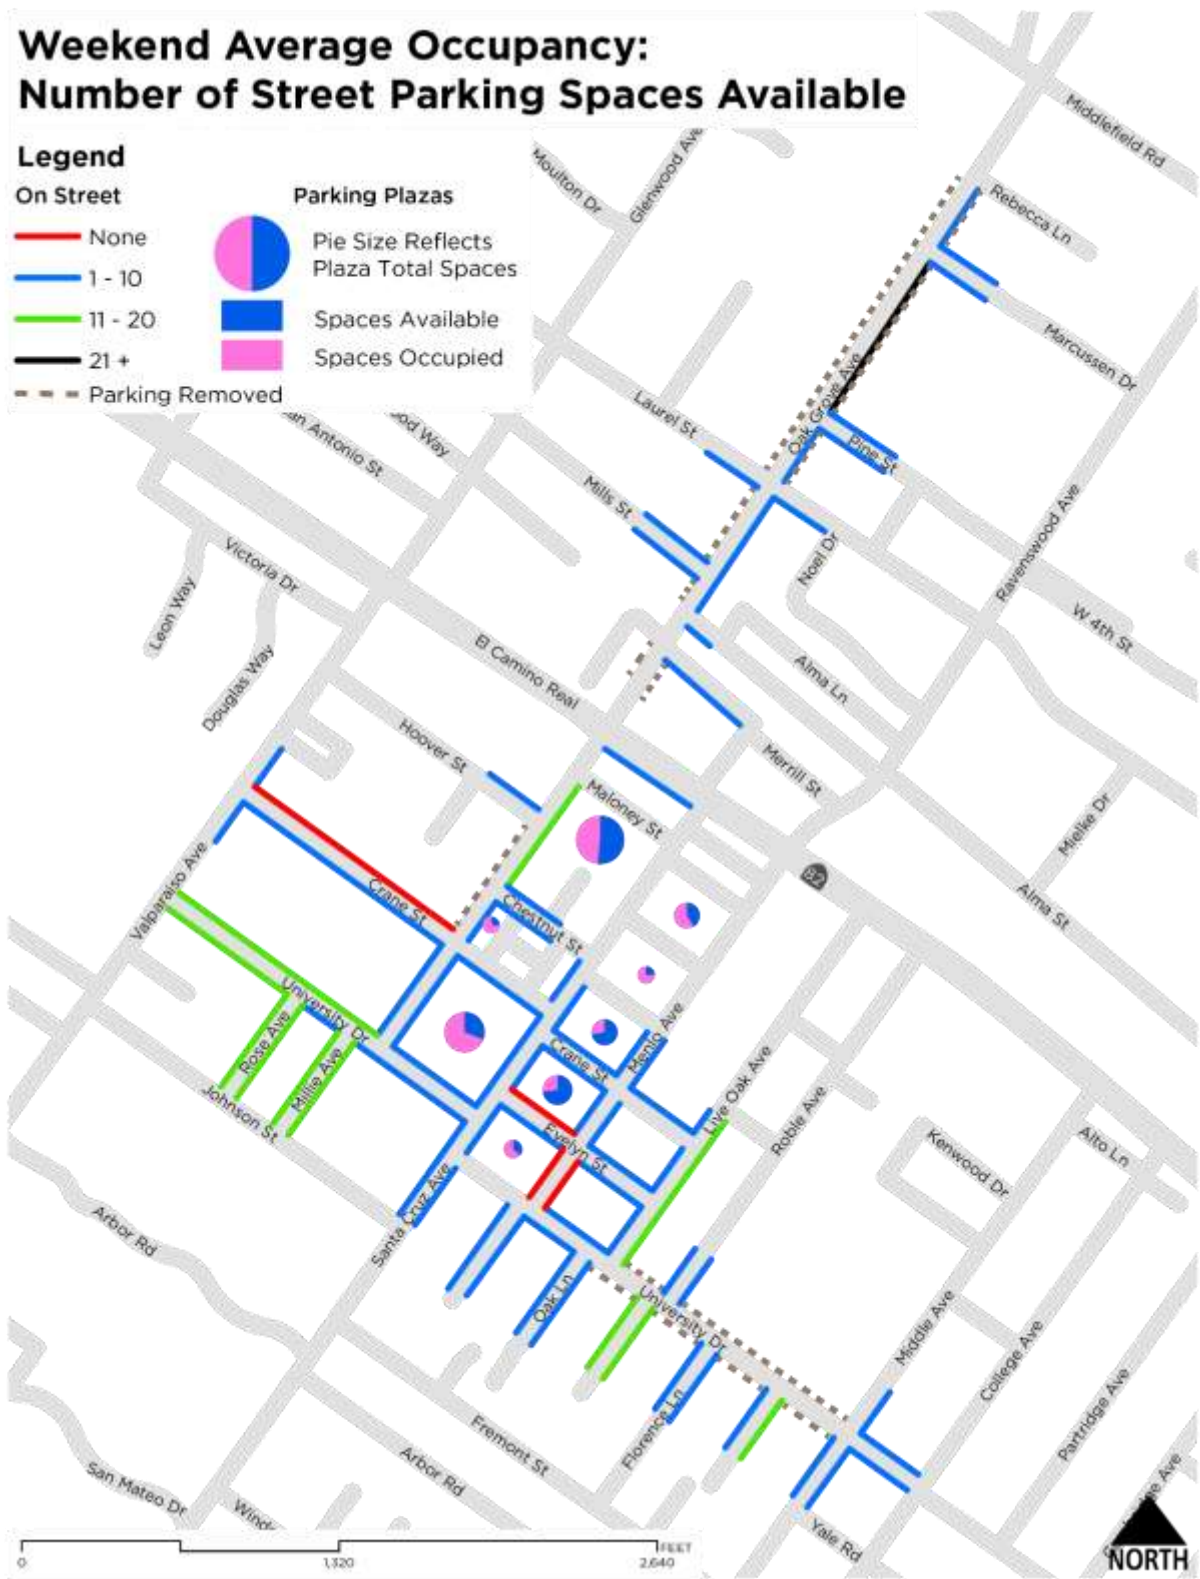 Weekend Average Occupancy:
Number of Street Parking Spaces Available
Legend
On Street
Parking Plazas
None
1 - 10
11 - 20
21 +
Parking Removed
Pie Size Reflects
Plaza Total Spaces
Spaces Available
Spaces Occupied
Middlefield Rd
Moulton Dr
Glenwood Ave
Rebecca Ln
Marcussen Dr
Laurel St
Oak Grove Ave
Pine St
an Antonio St
od Way
Mills St
Noel Dr
Ravenswood Ave
W 4th St
Victoria Dr
Leon Way
Douglas Way
El Camino Real
Alma Ln
Hoover St
Merrill St
Maloney St
Mielke Dr
82
Valparaiso Ave
Crane St
Chestnut St
Alma St
University Dr
Rose Ave
Millie Ave
Menlo Ave
Crane St
Live Oak Ave
Johnson St
Evelyn St
Roble Ave
Kenwood Dr
Alto Ln
Santa Cruz Ave
Arbor Rd
Oak Ln
University Dr
Middle Ave
College Ave
Partridge Ave
Florence Ln
Fremont St
Arbor Rd
San Mateo Dr
Wind
Yale Rd
ge Ave
NORTH
0
1,320
2,640
FEET